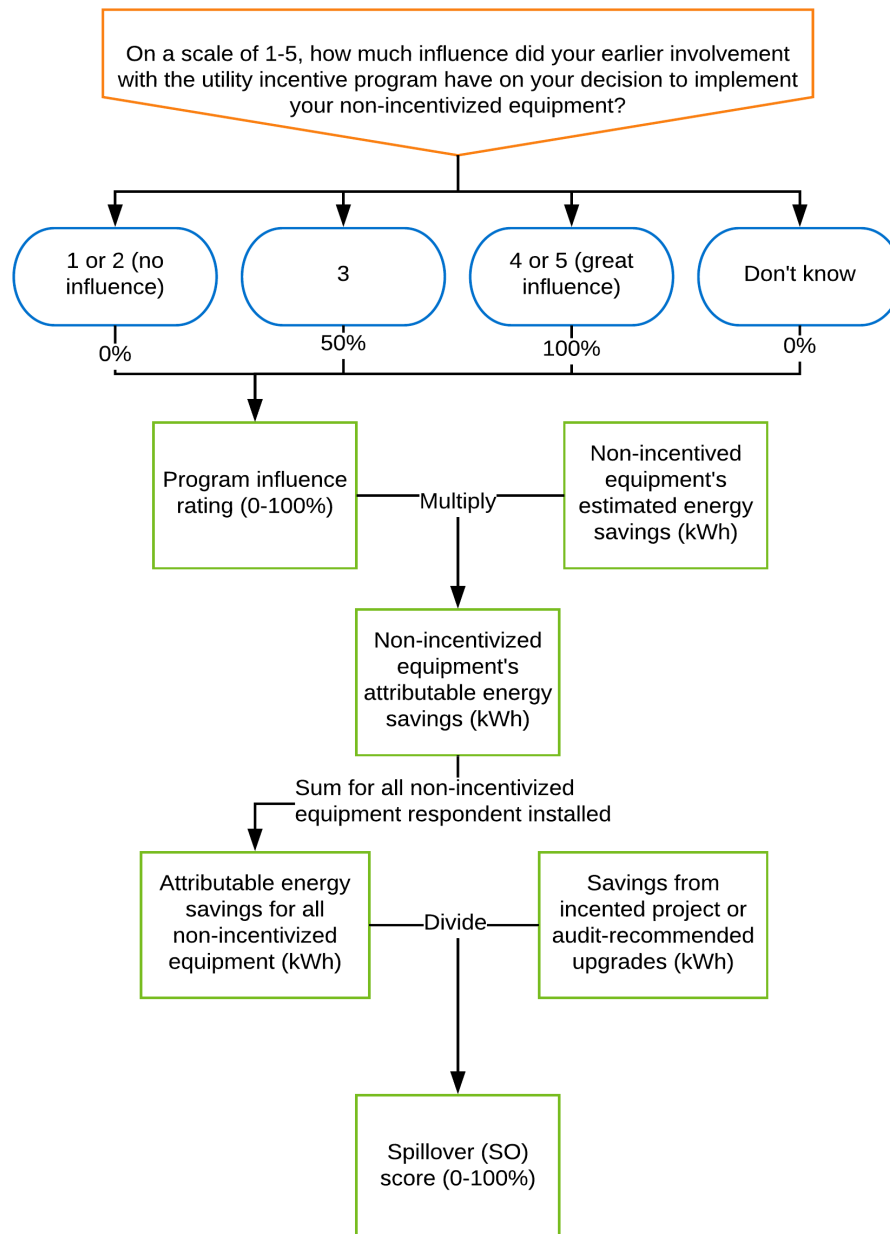 On a scale of 1-5, how much influence did your earlier involvement
with the utility incentive program have on your decision to implement
your non-incentivized equipment?
1 or 2 (no
influence)
3
4 or 5 (great
influence)
Don't know
0%
50%
100%
0%
Program influence
rating (0-100%)
Multiply
Non-incentived
equipment's
estimated energy
savings (kWh)
Non-incentivized
equipment's
attributable energy
savings (kWh)
Sum for all non-incentivized
equipment respondent installed
Attributable energy
savings for all
non-incentivized
equipment (kWh)
Divide
Savings from
incented project or
audit-recommended
upgrades (kWh)
Spillover (SO)
score (0-100%)